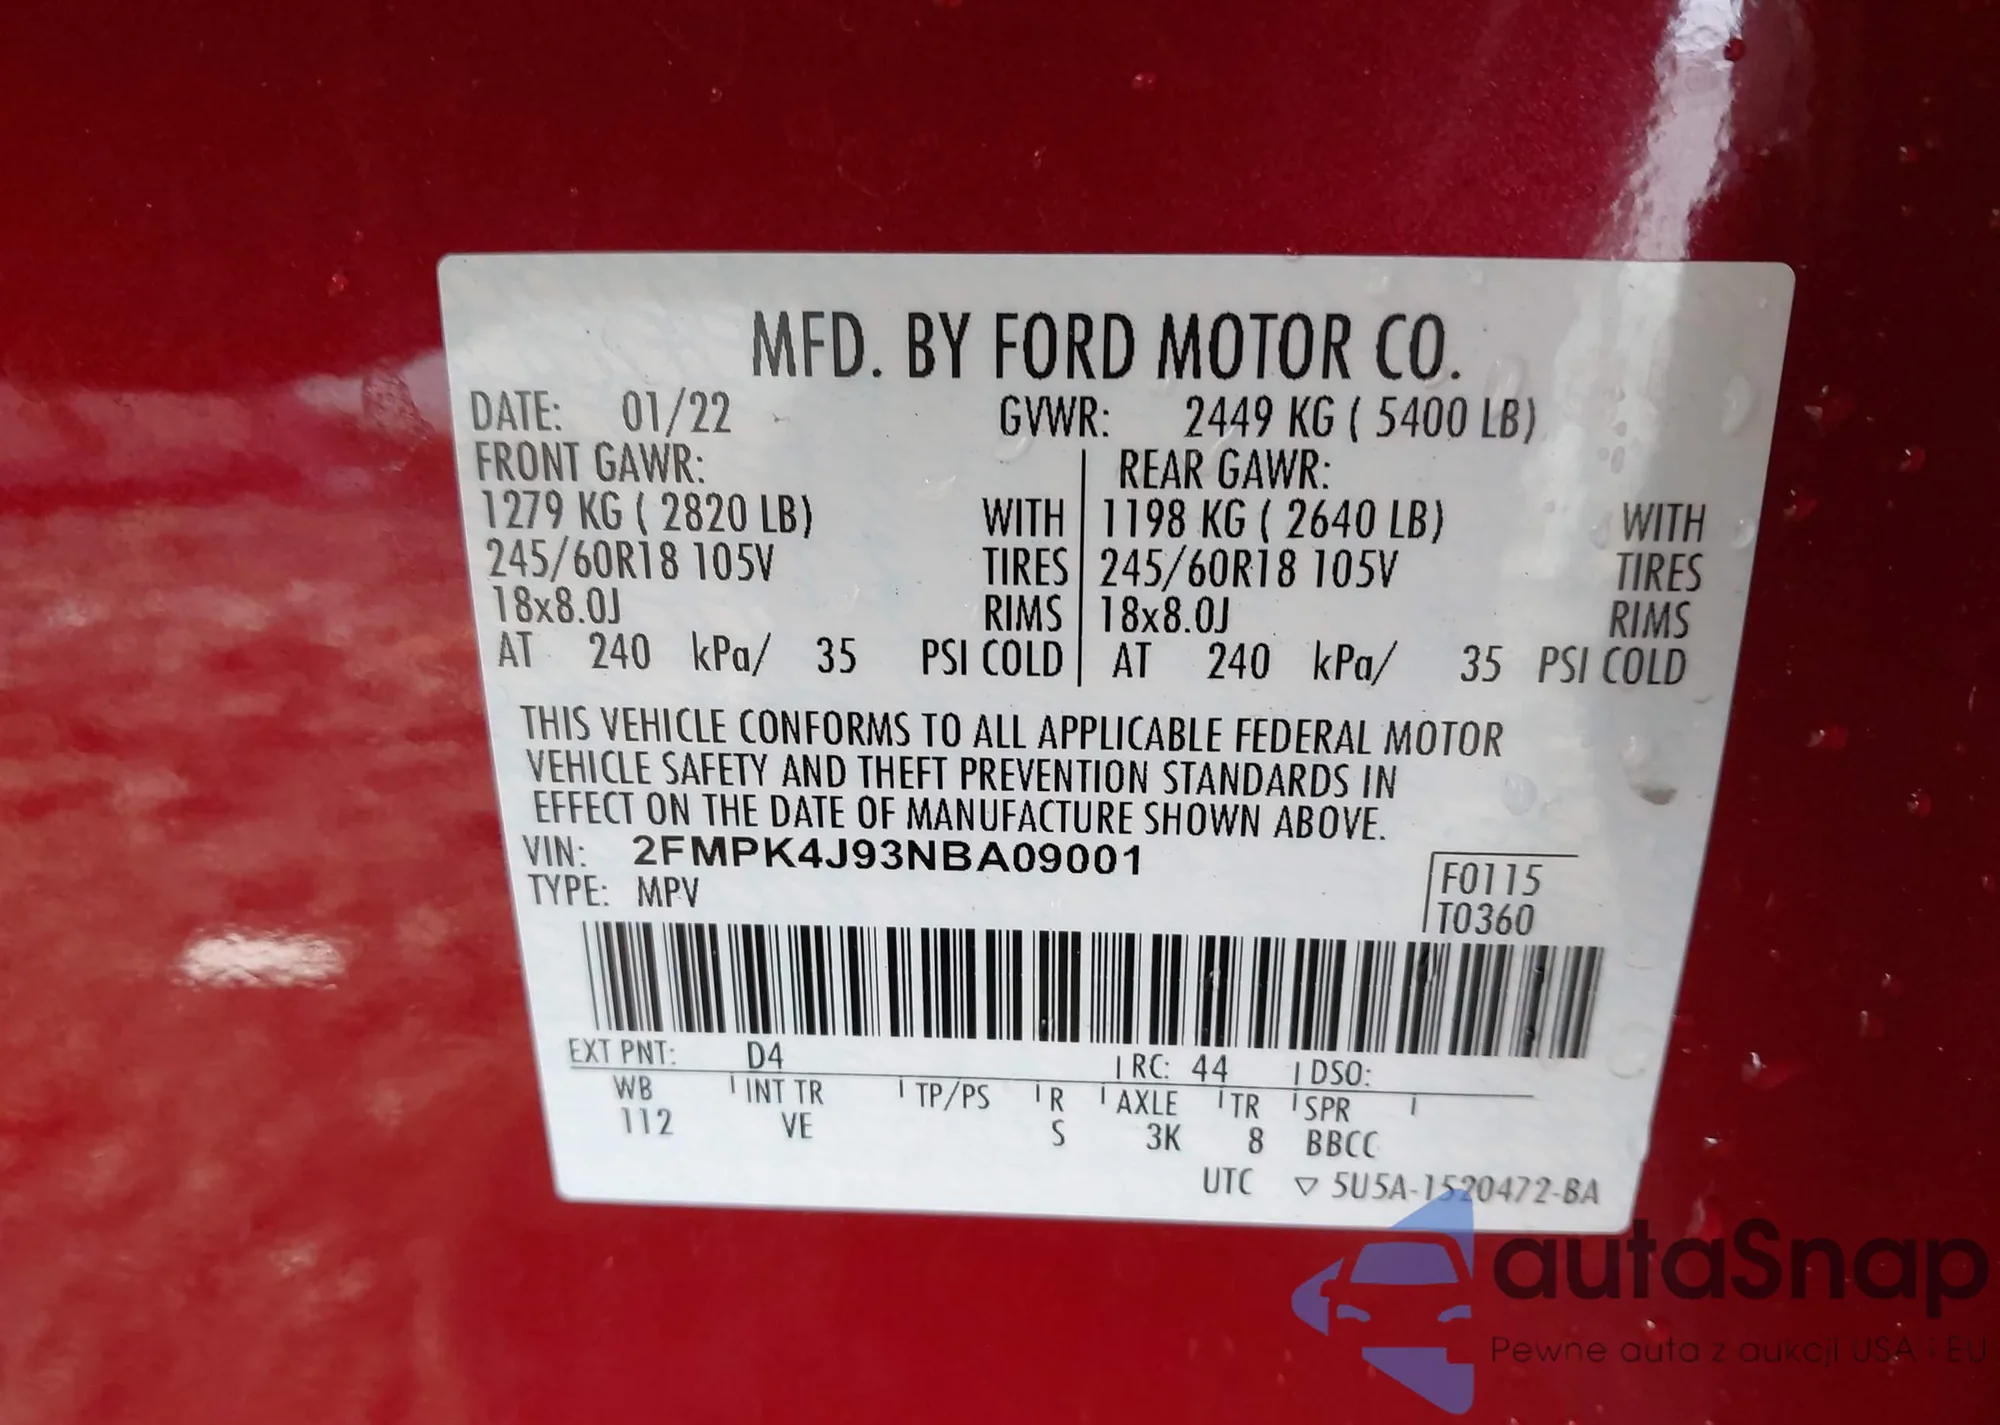 MFD. BY FORD MOTOR CO.
DATE: 01/22 GVWR: 2449 KG ( 5400 LB)
FRONT GAWR: REAR GAWR:
1279 KG ( 2820 LB) WITH 1198 KG ( 2640 LB) WITH
245/60R18 105V TIRES 245/60R18 105V TIRES
18x8.0J RIMS 18x8.0J RIMS
AT 240 kPa/ 35 PSI COLD AT 240 kPa/ 35 PSI COLD
THIS VEHICLE CONFORMS TO ALL APPLICABLE FEDERAL MOTOR
VEHICLE SAFETY AND THEFT PREVENTION STANDARDS IN
EFFECT ON THE DATE OF MANUFACTURE SHOWN ABOVE.
VIN: 2FMPK4J93NBA09001
TYPE: MPV
F0115
T0360
EXT PNT: D4 RC: 44 DSO:
WB INT TR TP/PS R AXLE TR SPR
112 VE S 3K 8 BBCC
UTC ▽ 5U5A-1520472-BA
autaSnap
Pewne auta z aukcji USA i EU